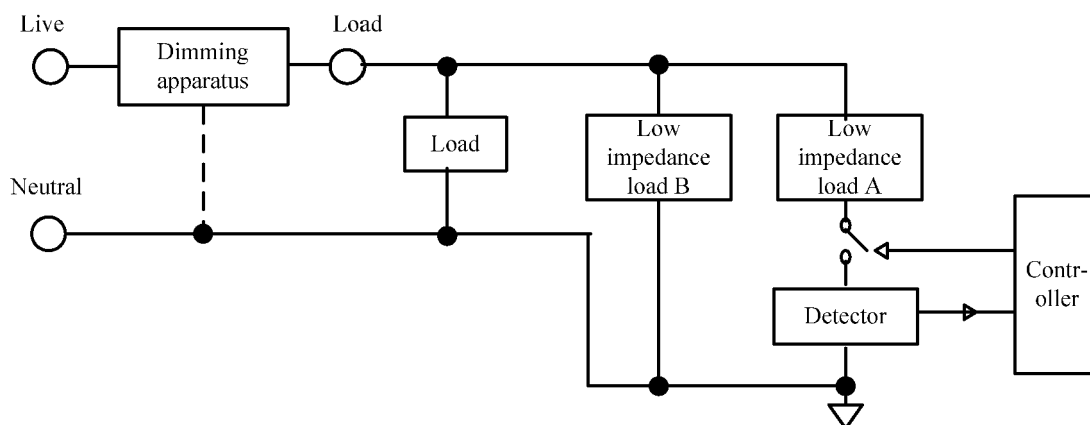 Live
Dimming
apparatus
Load
Load
Low
impedance
load B
Low
impedance
load A
Neutral
Contr-
oller
Detector